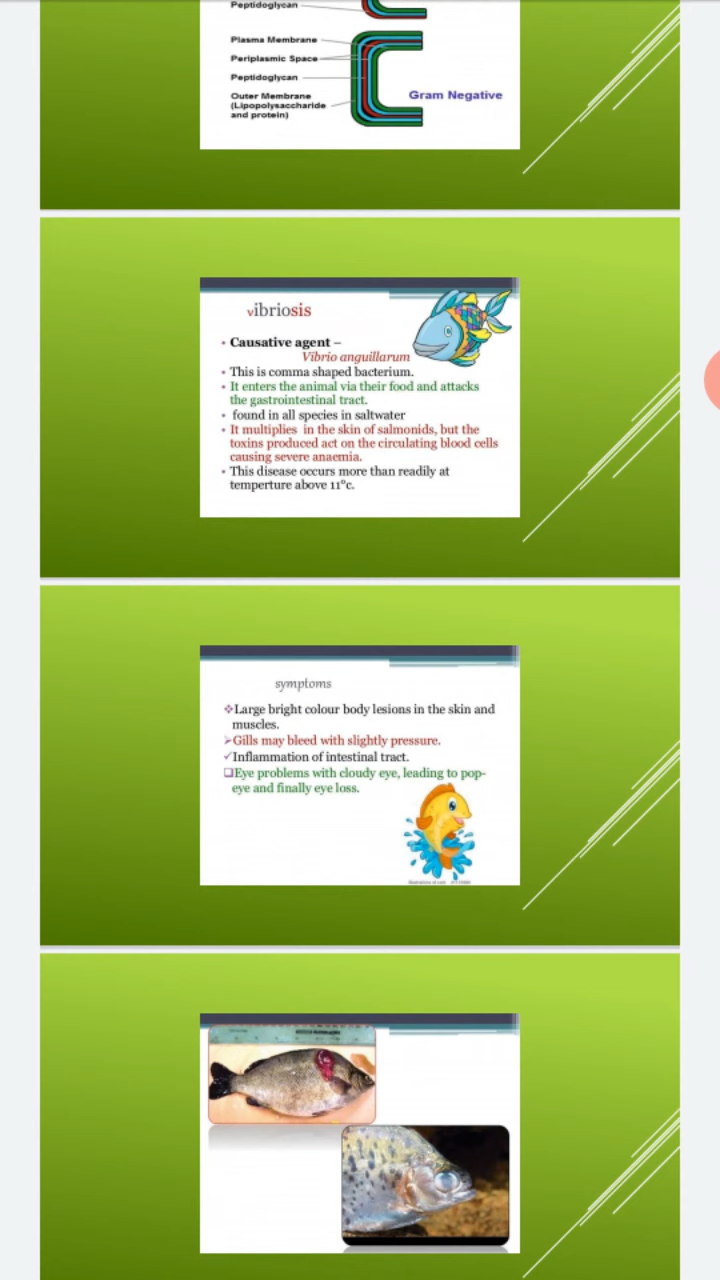 Peptidoglycan
Plasma Membrane
Periplasmic Space
Peptidoglycan
Outer Membrane
(Lipopolysaccharide
and protein)
Gram Negative
vibriosis
• Causative agent –
Vibrio anguillarum
• This is comma shaped bacterium.
• It enters the animal via their food and attacks
the gastrointestinal tract.
• found in all species in saltwater
• It multiplies in the skin of salmonids, but the
toxins produced act on the circulating blood cells
causing severe anaemia.
• This disease occurs more than readily at
temperture above 11°c.
symptoms
❖Large bright colour body lesions in the skin and
muscles.
➢Gills may bleed with slightly pressure.
✓Inflammation of intestinal tract.
❑Eye problems with cloudy eye, leading to pop-
eye and finally eye loss.